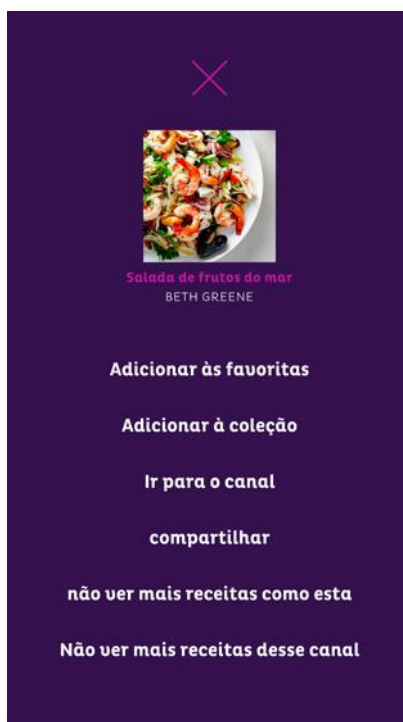 Salada de frutos do mar
BETH GREENE
Adicionar às favoritas
Adicionar à coleção
Ir para o canal
compartilhar
não ver mais receitas como esta
Não ver mais receitas desse canal